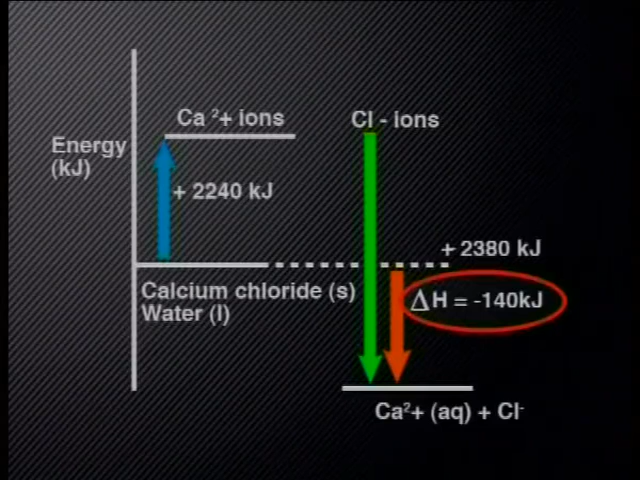 Ca ²+ ions
Cl - ions
Energy
(kJ)
+ 2240 kJ
+ 2380 kJ
Calcium chloride (s)
Water (l)
ΔH = -140kJ
Ca²+ (aq) + Cl⁻